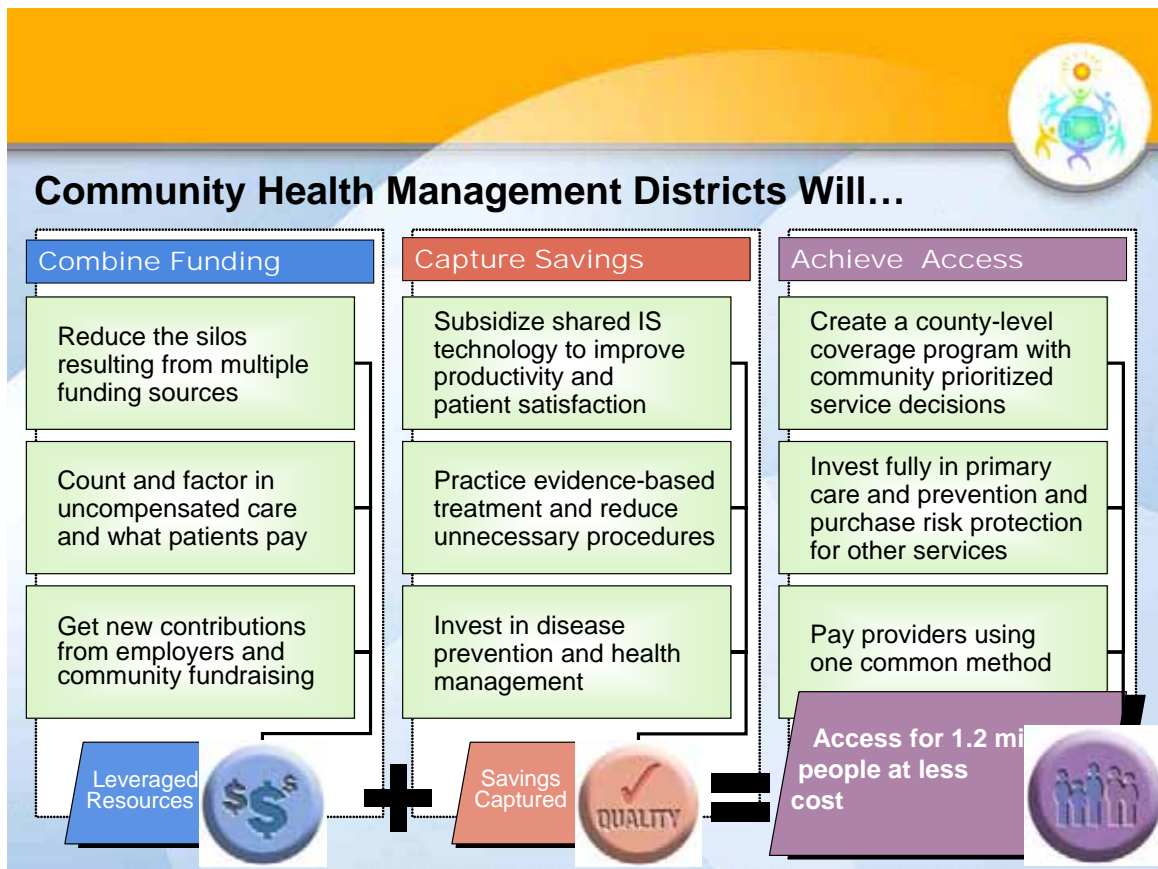 Community Health Management Districts Will…
Combine Funding
Reduce the silos
resulting from multiple
funding sources
Count and factor in
uncompensated care
and what patients pay
Get new contributions
from employers and
community fundraising
Leveraged
Resources
$$$
+
Capture Savings
Subsidize shared IS
technology to improve
productivity and
patient satisfaction
Practice evidence-based
treatment and reduce
unnecessary procedures
Invest in disease
prevention and health
management
Savings
Captured
QUALITY
=
Achieve Access
Create a county-level
coverage program with
community prioritized
service decisions
Invest fully in primary
care and prevention and
purchase risk protection
for other services
Pay providers using
one common method
Access for 1.2
people at less
cost